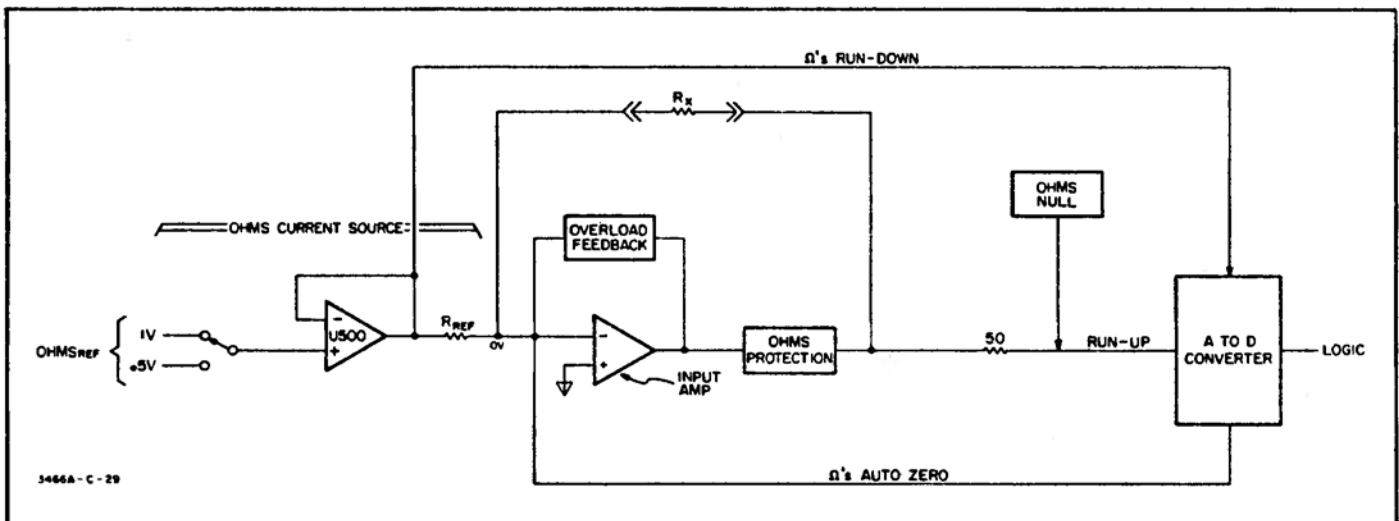 Ω's RUN-DOWN
Rx
OHMS NULL
OHMS CURRENT SOURCE
OVERLOAD FEEDBACK
OHMSREF
1V
.5V
-
U500
+
RREF
0V
-
+
INPUT AMP
OHMS PROTECTION
50
RUN-UP
A TO D CONVERTER
LOGIC
Ω's AUTO ZERO
3466A-C-29